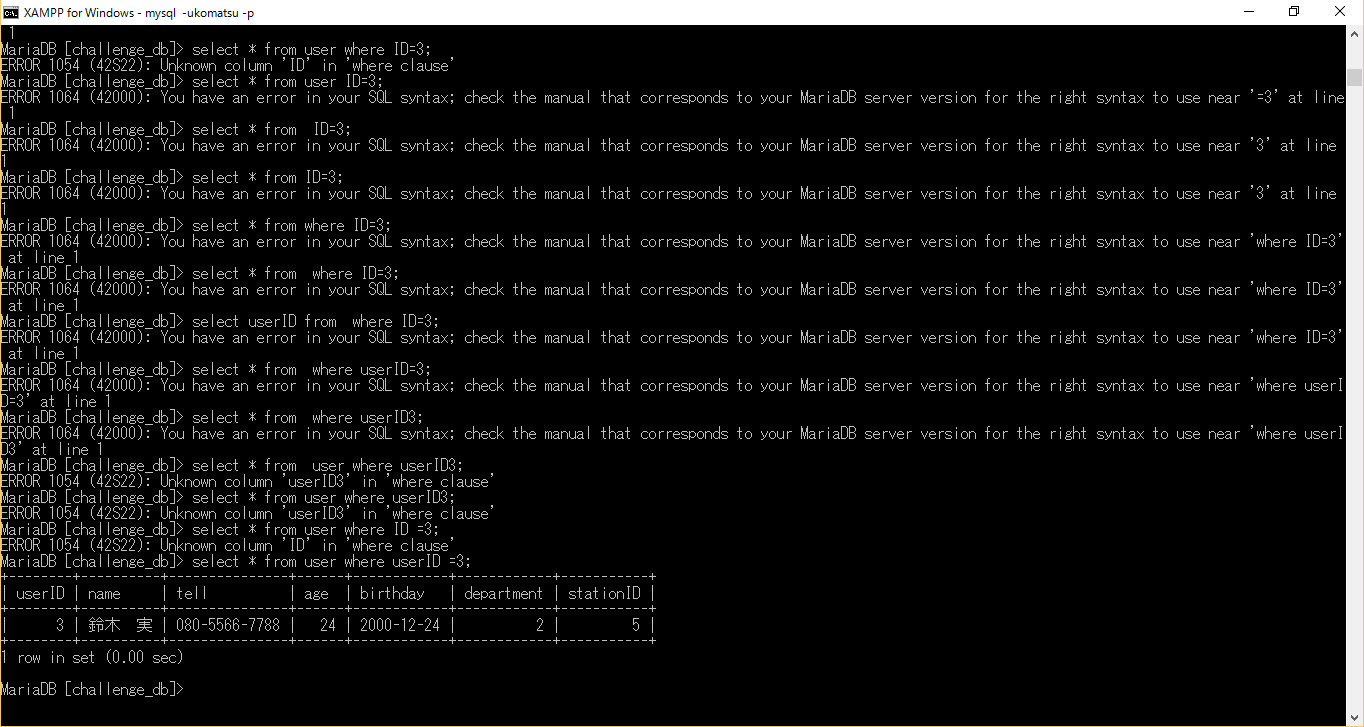 XAMPP for Windows - mysql -ukomatsu -p
1
MariaDB [challenge_db]> select * from user where ID=3;
ERROR 1054 (42S22): Unknown column 'ID' in 'where clause'
MariaDB [challenge_db]> select * from user ID=3;
ERROR 1064 (42000): You have an error in your SQL syntax; check the manual that corresponds to your MariaDB server version for the right syntax to use near '=3' at line
1
MariaDB [challenge_db]> select * from  ID=3;
ERROR 1064 (42000): You have an error in your SQL syntax; check the manual that corresponds to your MariaDB server version for the right syntax to use near '3' at line
1
MariaDB [challenge_db]> select * from ID=3;
ERROR 1064 (42000): You have an error in your SQL syntax; check the manual that corresponds to your MariaDB server version for the right syntax to use near '3' at line
1
MariaDB [challenge_db]> select * from where ID=3;
ERROR 1064 (42000): You have an error in your SQL syntax; check the manual that corresponds to your MariaDB server version for the right syntax to use near 'where ID=3'
at line 1
MariaDB [challenge_db]> select * from  where ID=3;
ERROR 1064 (42000): You have an error in your SQL syntax; check the manual that corresponds to your MariaDB server version for the right syntax to use near 'where ID=3'
at line 1
MariaDB [challenge_db]> select userID from  where ID=3;
ERROR 1064 (42000): You have an error in your SQL syntax; check the manual that corresponds to your MariaDB server version for the right syntax to use near 'where ID=3'
at line 1
MariaDB [challenge_db]> select * from  where userID=3;
ERROR 1064 (42000): You have an error in your SQL syntax; check the manual that corresponds to your MariaDB server version for the right syntax to use near 'where userI
D=3' at line 1
MariaDB [challenge_db]> select * from  where userID3;
ERROR 1064 (42000): You have an error in your SQL syntax; check the manual that corresponds to your MariaDB server version for the right syntax to use near 'where userI
D3' at line 1
MariaDB [challenge_db]> select * from  user where userID3;
ERROR 1054 (42S22): Unknown column 'userID3' in 'where clause'
MariaDB [challenge_db]> select * from user where userID3;
ERROR 1054 (42S22): Unknown column 'userID3' in 'where clause'
MariaDB [challenge_db]> select * from user where ID =3;
ERROR 1054 (42S22): Unknown column 'ID' in 'where clause'
MariaDB [challenge_db]> select * from user where userID =3;
+--------+----------+---------------+------+------------+------------+-----------+
| userID | name     | tell          | age  | birthday   | department | stationID |
+--------+----------+---------------+------+------------+------------+-----------+
|      3 | 鈴木　実 | 080-5566-7788 |   24 | 2000-12-24 |          2 |         5 |
+--------+----------+---------------+------+------------+------------+-----------+
1 row in set (0.00 sec)
MariaDB [challenge_db]>